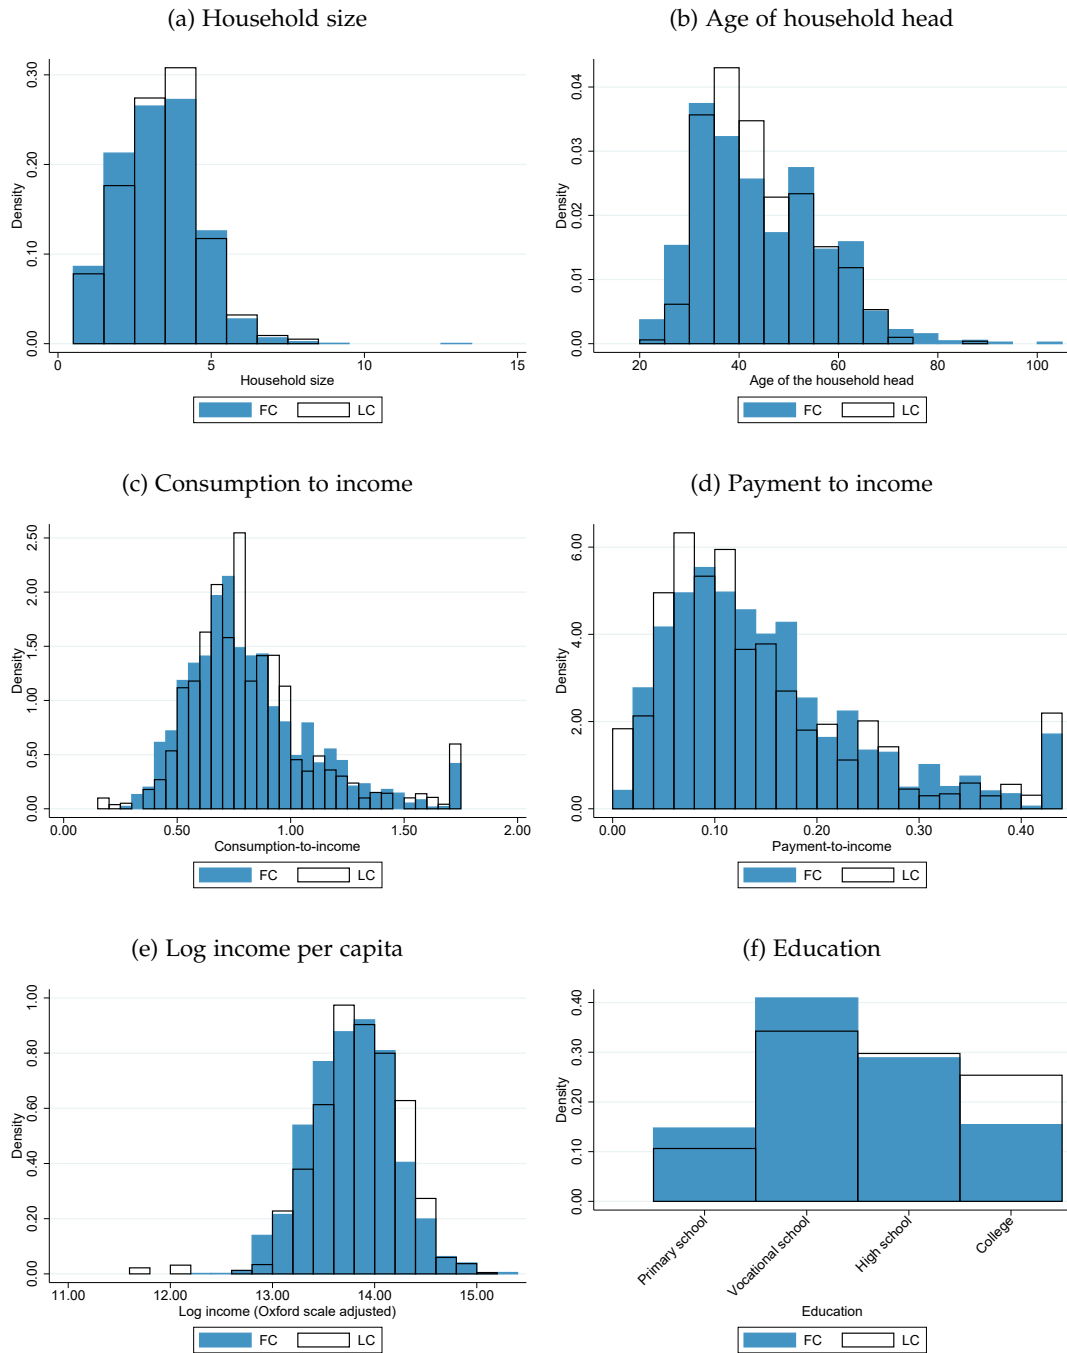 (a) Household size
0.30
0.20
0.10
0.00
Density
0 5 10 15
Household size
FC LC
(b) Age of household head
0.04
0.03
0.02
0.01
0.00
Density
20 40 60 80 100
Age of the household head
FC LC
(c) Consumption to income
2.50
2.00
1.50
1.00
0.50
0.00
Density
0.00 0.50 1.00 1.50 2.00
Consumption-to-income
FC LC
(d) Payment to income
6.00
4.00
2.00
0.00
Density
0.00 0.10 0.20 0.30 0.40
Payment-to-income
FC LC
(e) Log income per capita
1.00
0.80
0.60
0.40
0.20
0.00
Density
11.00 12.00 13.00 14.00 15.00
Log income (Oxford scale adjusted)
FC LC
(f) Education
0.40
0.30
0.20
0.10
0.00
Density
Primary school
Vocational school
High school
College
Education
FC LC